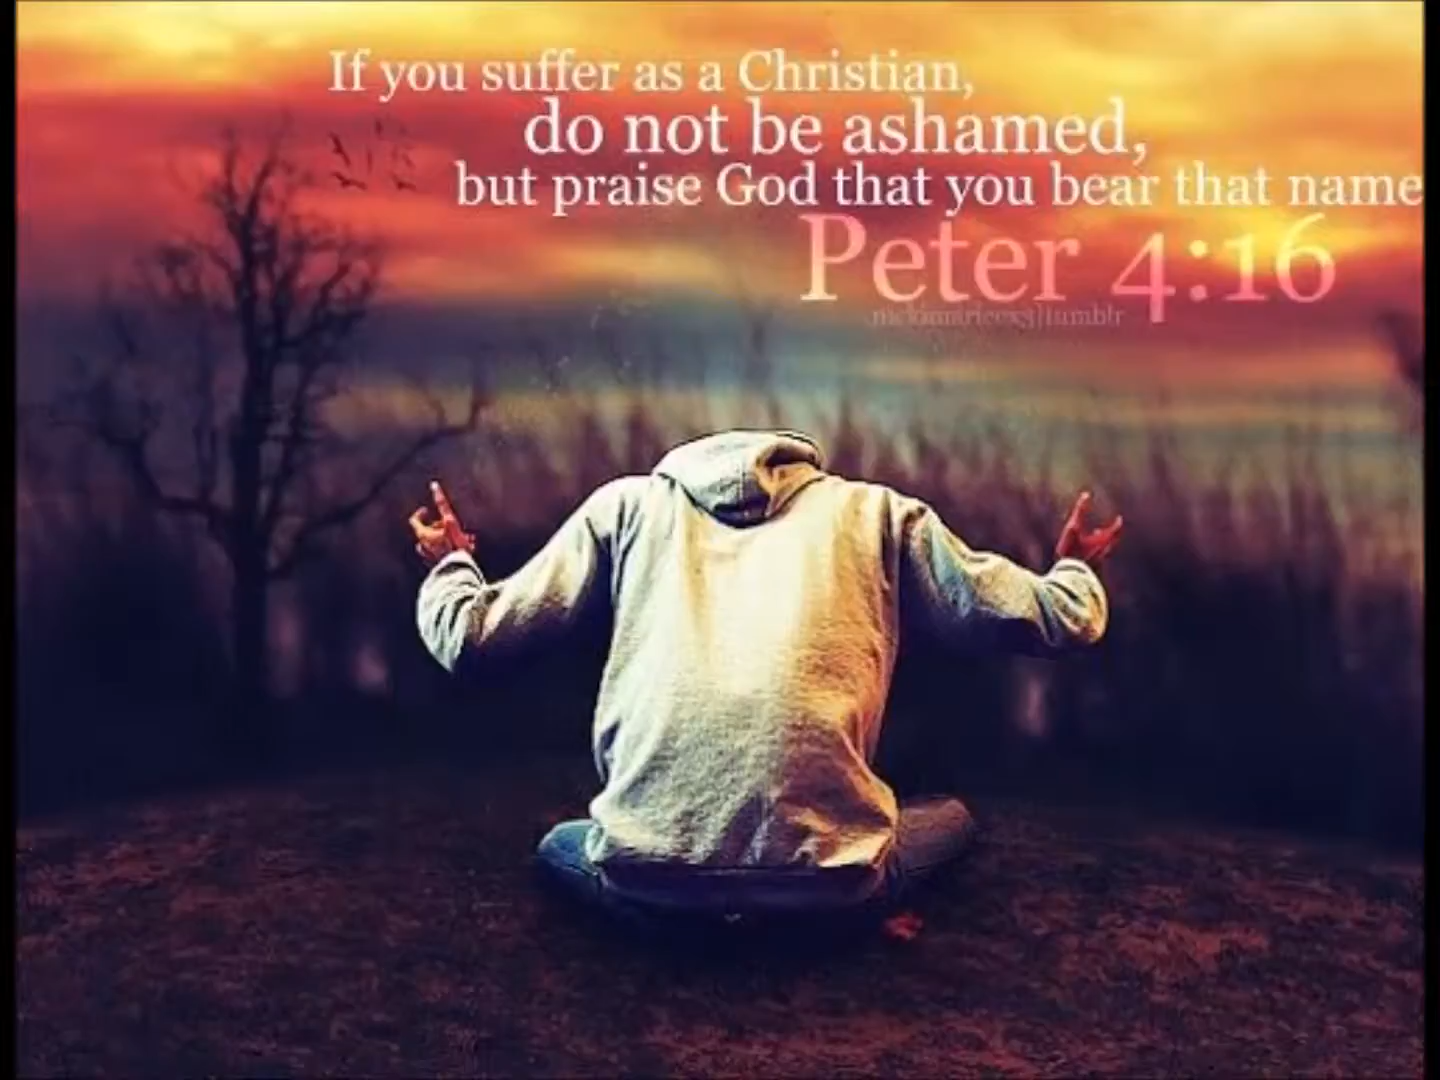 If you suffer as a Christian,
do not be ashamed,
but praise God that you bear that name
Peter 4:16